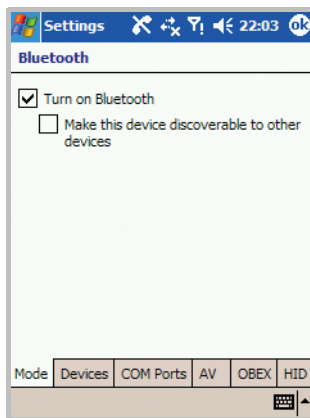 Settings 22:03 ok
Bluetooth
Turn on Bluetooth
Make this device discoverable to other
devices
Mode Devices COM Ports AV OBEX HID